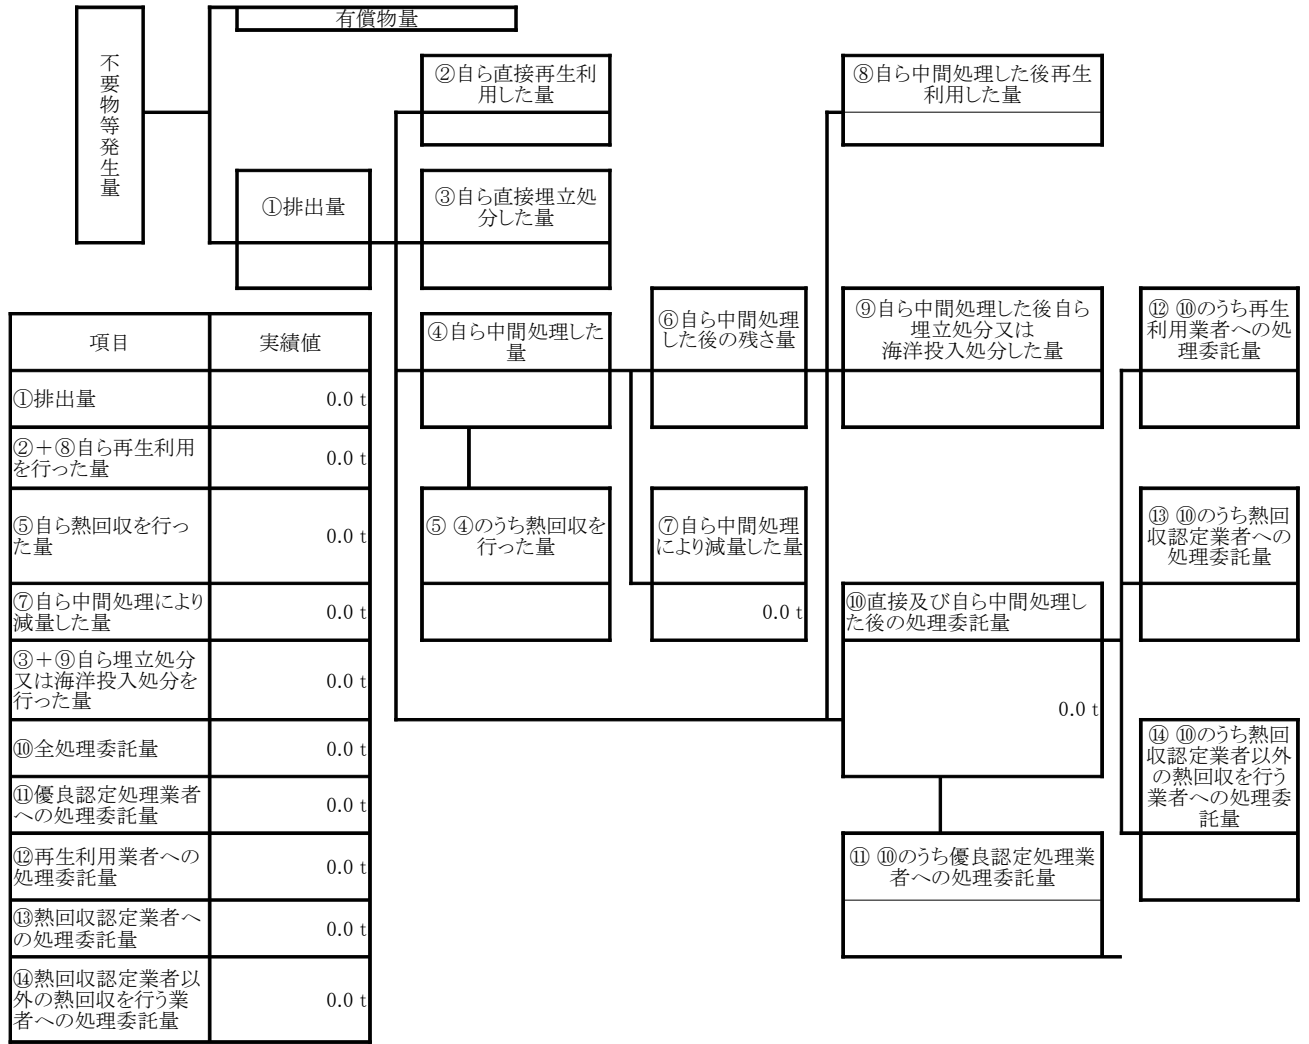 有償物量
不要物等発生量
②自ら直接再生利
用した量
⑧自ら中間処理した後再生
利用した量
①排出量
③自ら直接埋立処
分した量
④自ら中間処理した
量
⑥自ら中間処理
した後の残さ量
⑨自ら中間処理した後自ら
埋立処分又は
海洋投入処分した量
⑫ ⑩のうち再生
利用業者への処
理委託量
⑤ ④のうち熱回収を
行った量
⑦自ら中間処理
により減量した量
0.0 t
⑩直接及び自ら中間処理し
た後の処理委託量
0.0 t
⑬ ⑩のうち熱回
収認定業者への
処理委託量
⑭ ⑩のうち熱回
収認定業者以外
の熱回収を行う
業者への処理委
託量
⑪ ⑩のうち優良認定処理業
者への処理委託量
項目 実績値
①排出量 0.0 t
②＋⑧自ら再生利用
を行った量 0.0 t
⑤自ら熱回収を行っ
た量 0.0 t
⑦自ら中間処理により
減量した量 0.0 t
③＋⑨自ら埋立処分
又は海洋投入処分を
行った量 0.0 t
⑩全処理委託量 0.0 t
⑪優良認定処理業者
への処理委託量 0.0 t
⑫再生利用業者への
処理委託量 0.0 t
⑬熱回収認定業者へ
の処理委託量 0.0 t
⑭熱回収認定業者以
外の熱回収を行う業
者への処理委託量 0.0 t